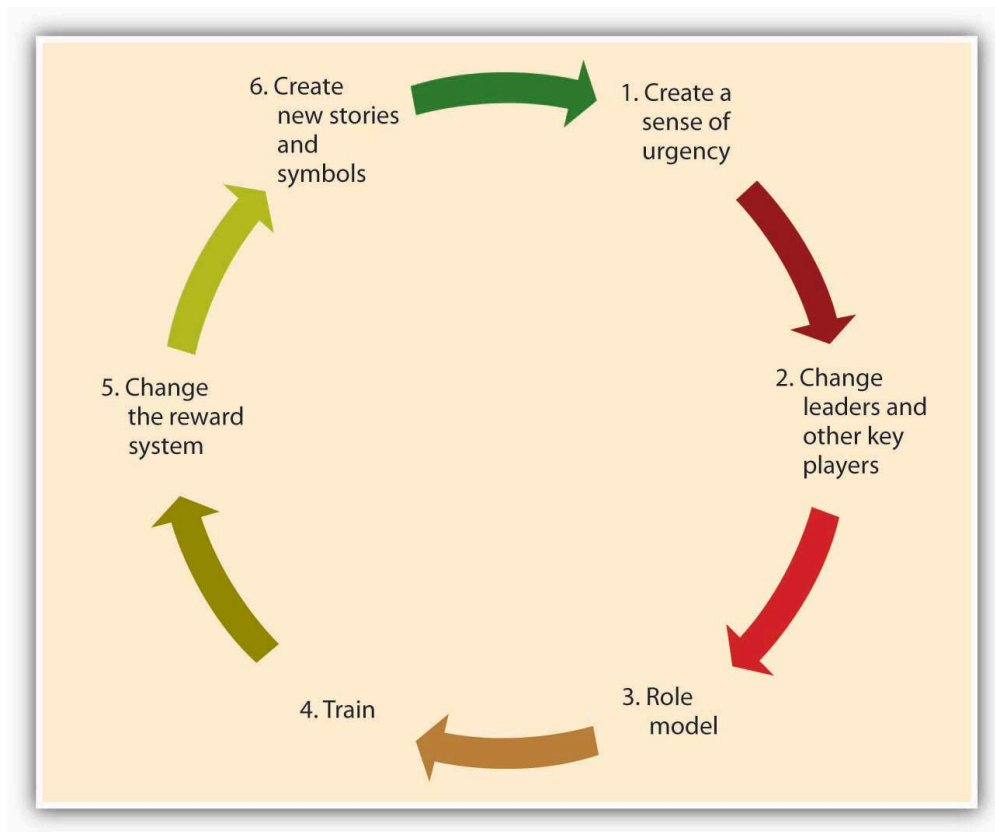 1. Create a
sense of
urgency
2. Change
leaders and
other key
players
3. Role
model
4. Train
5. Change
the reward
system
6. Create
new stories
and
symbols